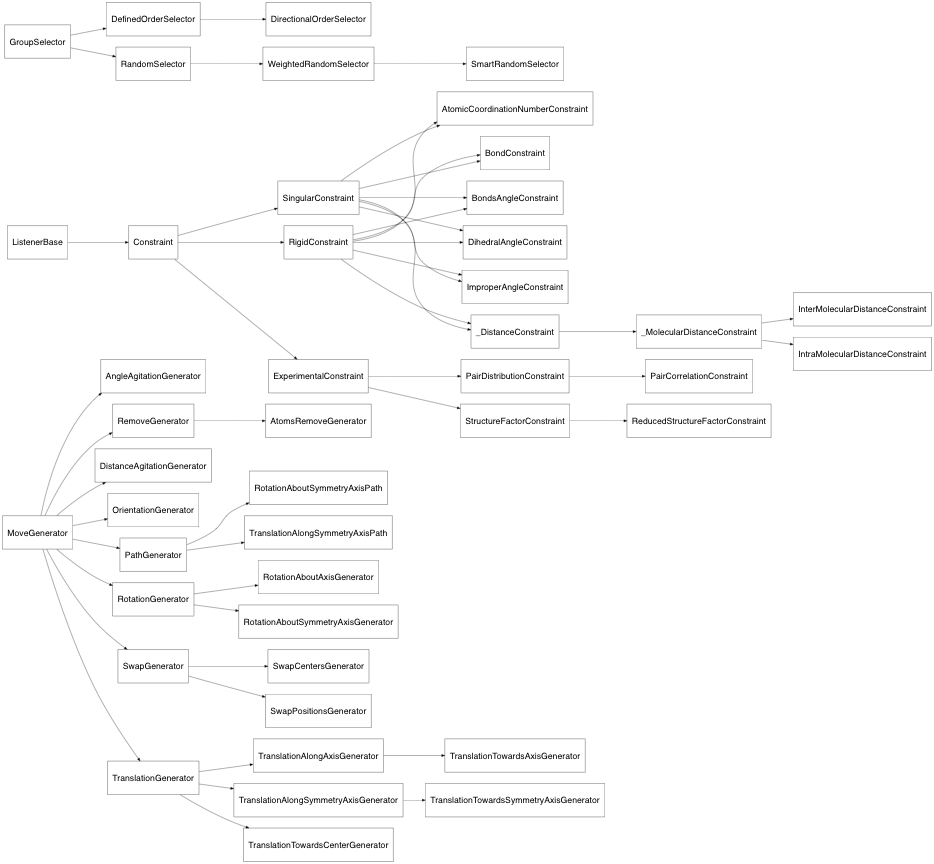 DefinedOrderSelector
DirectionalOrderSelector
GroupSelector
RandomSelector
WeightedRandomSelector
SmartRandomSelector
AtomicCoordinationNumberConstraint
BondConstraint
SingularConstraint
BondsAngleConstraint
ListenerBase
Constraint
RigidConstraint
DihedralAngleConstraint
ImproperAngleConstraint
InterMolecularDistanceConstraint
_DistanceConstraint
_MolecularDistanceConstraint
IntraMolecularDistanceConstraint
AngleAgitationGenerator
ExperimentalConstraint
PairDistributionConstraint
PairCorrelationConstraint
RemoveGenerator
AtomsRemoveGenerator
StructureFactorConstraint
ReducedStructureFactorConstraint
DistanceAgitationGenerator
RotationAboutSymmetryAxisPath
OrientationGenerator
MoveGenerator
TranslationAlongSymmetryAxisPath
PathGenerator
RotationAboutAxisGenerator
RotationGenerator
RotationAboutSymmetryAxisGenerator
SwapGenerator
SwapCentersGenerator
SwapPositionsGenerator
TranslationAlongAxisGenerator
TranslationTowardsAxisGenerator
TranslationGenerator
TranslationAlongSymmetryAxisGenerator
TranslationTowardsSymmetryAxisGenerator
TranslationTowardsCenterGenerator